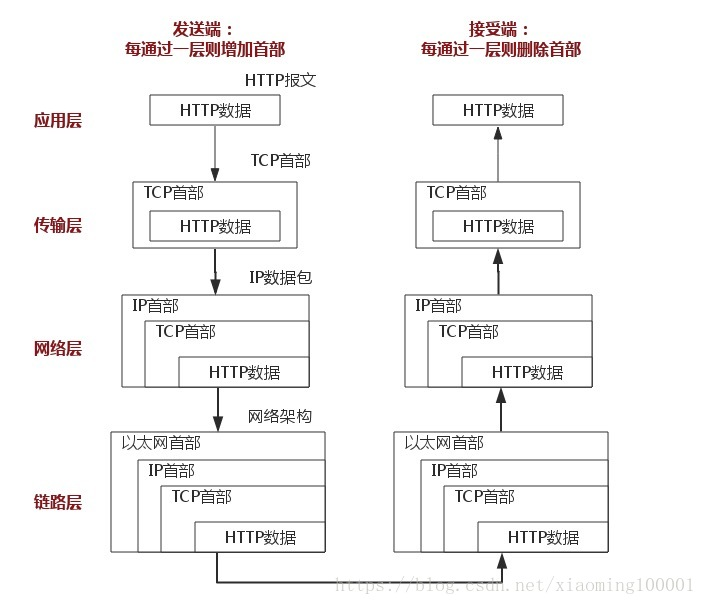 发送端：
每通过一层则增加首部
接受端：
每通过一层则删除首部
HTTP报文
应用层
HTTP数据
HTTP数据
TCP首部
传输层
TCP首部
HTTP数据
TCP首部
HTTP数据
IP数据包
网络层
IP首部
TCP首部
HTTP数据
IP首部
TCP首部
HTTP数据
网络架构
链路层
以太网首部
IP首部
TCP首部
HTTP数据
以太网首部
IP首部
TCP首部
HTTP数据
https://blog.csdn.net/xiaoming100001